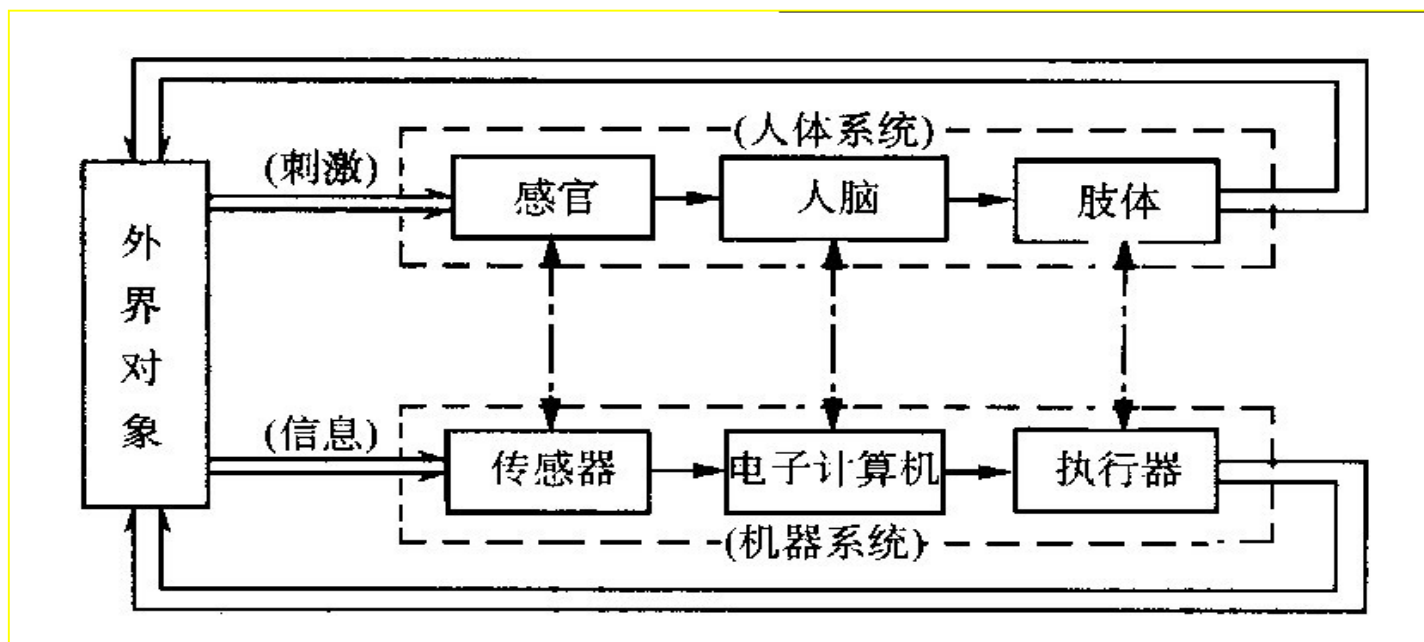 (人体系统)
(刺激)
感官
人脑
肢体
外界对象
(信息)
传感器
电子计算机
执行器
(机器系统)